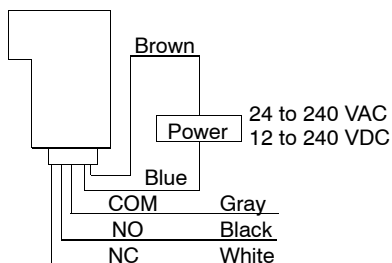 Brown
Power
24 to 240 VAC
12 to 240 VDC
Blue
COM Gray
NO Black
NC White